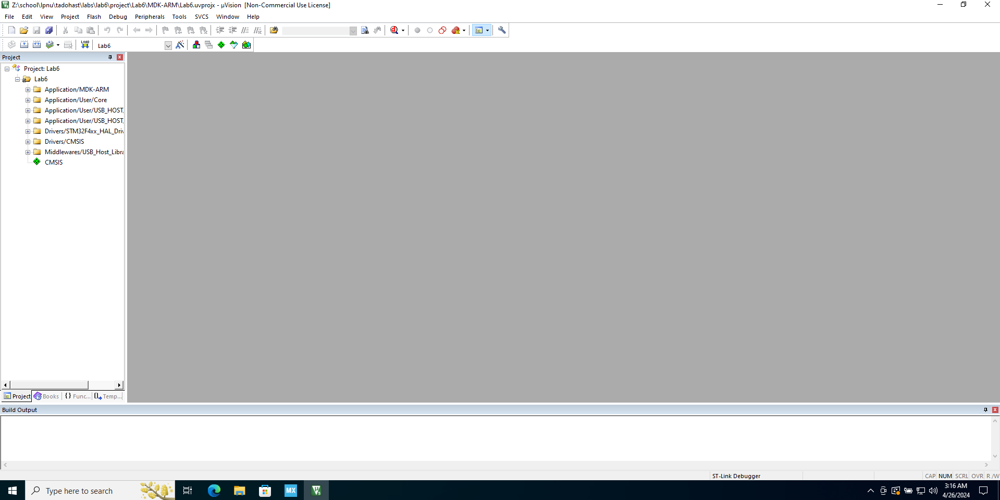 Z:\school\lpnu\tadohast\labs\lab6\project\Lab6\MDK-ARM\Lab6.uvprojx - µVision [Non-Commercial Use License]
File Edit View Project Flash Debug Peripherals Tools SVCS Window Help
LOAD Lab6
Project
Project: Lab6
Lab6
Application/MDK-ARM
Application/User/Core
Application/User/USB_HOST,
Application/User/USB_HOST,
Drivers/STM32F4xx_HAL_Driv
Drivers/CMSIS
Middlewares/USB_Host_Libra
CMSIS
Project Books Func... Temp...
Build Output
ST-Link Debugger CAP NUM SCRL OVR R /W
Type here to search MX 3:16 AM
4/26/2024